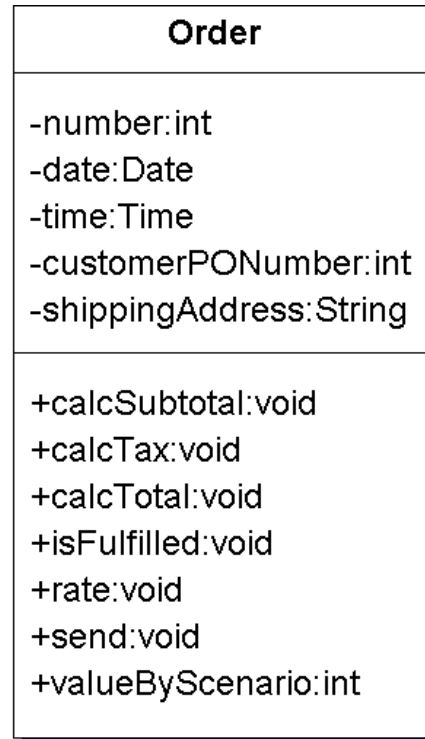 Order
-number:int
-date:Date
-time:Time
-customerPONumber:int
-shippingAddress:String
+calcSubtotal:void
+calcTax:void
+calcTotal:void
+isFulfilled:void
+rate:void
+send:void
+valueByScenario:int